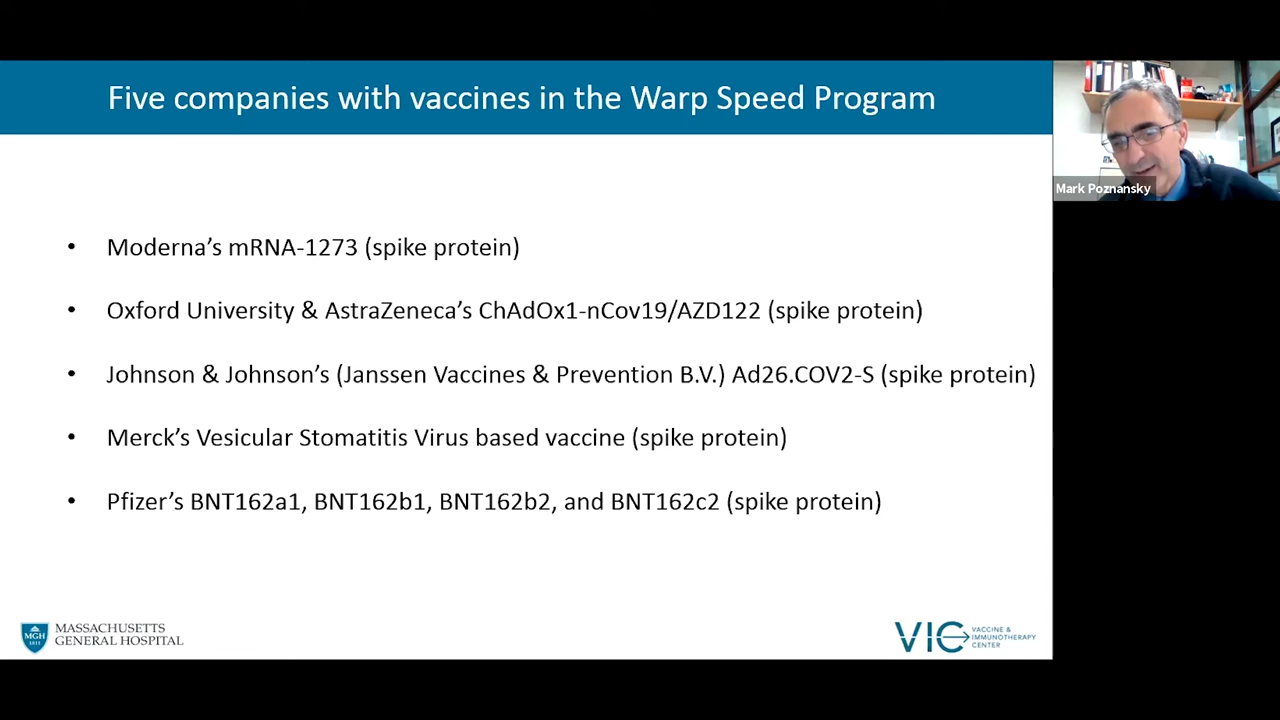 Five companies with vaccines in the Warp Speed Program
Mark Poznansky
• Moderna’s mRNA-1273 (spike protein)
• Oxford University & AstraZeneca’s ChAdOx1-nCov19/AZD122 (spike protein)
• Johnson & Johnson’s (Janssen Vaccines & Prevention B.V.) Ad26.COV2-S (spike protein)
• Merck’s Vesicular Stomatitis Virus based vaccine (spike protein)
• Pfizer’s BNT162a1, BNT162b1, BNT162b2, and BNT162c2 (spike protein)
MGH
1811
MASSACHUSETTS
GENERAL HOSPITAL
VIC
VACCINE &
IMMUNOTHERAPY
CENTER